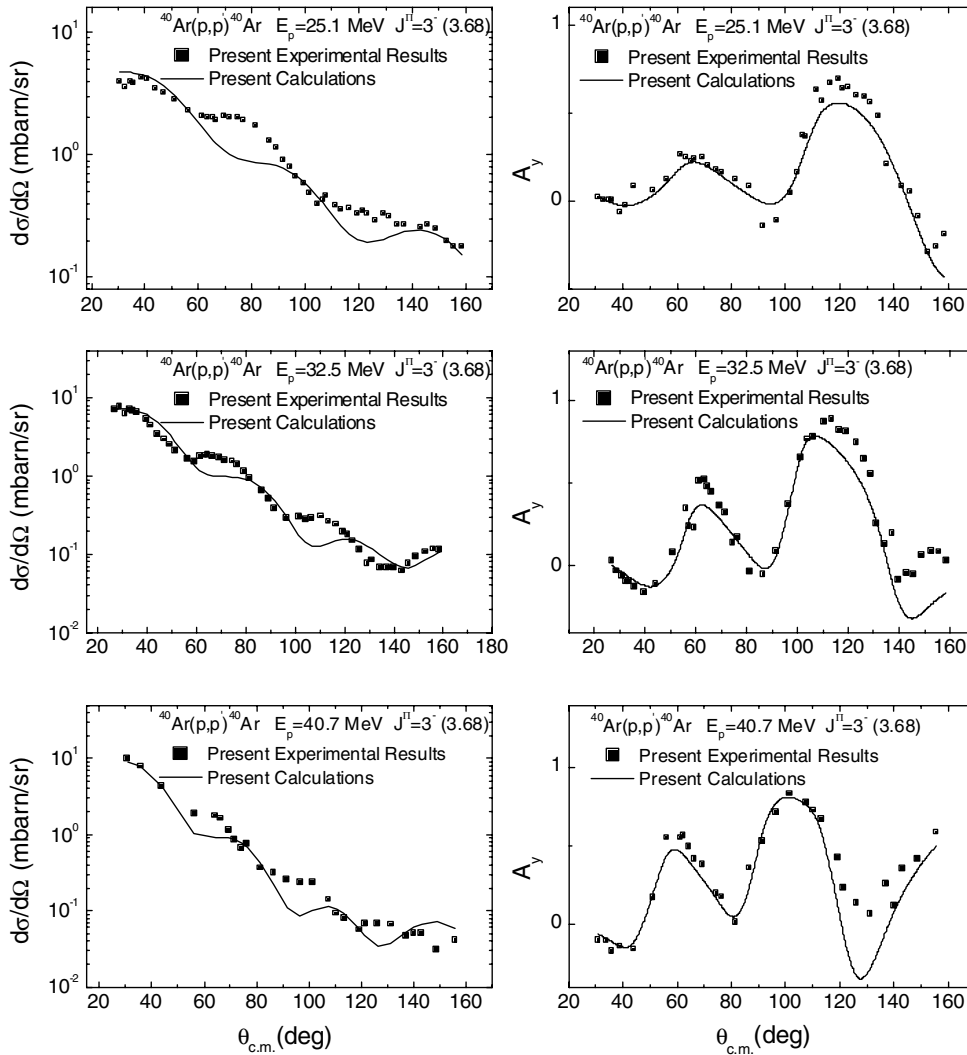 ⁴⁰Ar(p,p')⁴⁰Ar E_p=25.1 MeV J^Π=3⁻ (3.68)
Present Experimental Results
Present Calculations
10¹
10⁰
10⁻¹
dσ/dΩ (mbarn/sr)
20 40 60 80 100 120 140 160
⁴⁰Ar(p,p')⁴⁰Ar E_p=25.1 MeV J^Π=3⁻ (3.68)
Present Experimental Results
Present Calculations
1
0
A_y
20 40 60 80 100 120 140 160
⁴⁰Ar(p,p')⁴⁰Ar E_p=32.5 MeV J^Π=3⁻ (3.68)
Present Experimental Results
Present Calculations
10¹
10⁰
10⁻¹
10⁻²
dσ/dΩ (mbarn/sr)
20 40 60 80 100 120 140 160 180
⁴⁰Ar(p,p')⁴⁰Ar E_p=32.5 MeV J^Π=3⁻ (3.68)
Present Experimental Results
Present Calculations
1
0
A_y
20 40 60 80 100 120 140 160
⁴⁰Ar(p,p')⁴⁰Ar E_p=40.7 MeV J^Π=3⁻ (3.68)
Present Experimental Results
Present Calculations
10¹
10⁰
10⁻¹
10⁻²
dσ/dΩ (mbarn/sr)
20 40 60 80 100 120 140 160
θ_c.m.(deg)
⁴⁰Ar(p,p')⁴⁰Ar E_p=40.7 MeV J^Π=3⁻ (3.68)
Present Experimental Results
Present Calculations
1
0
A_y
20 40 60 80 100 120 140 160
θ_c.m.(deg)